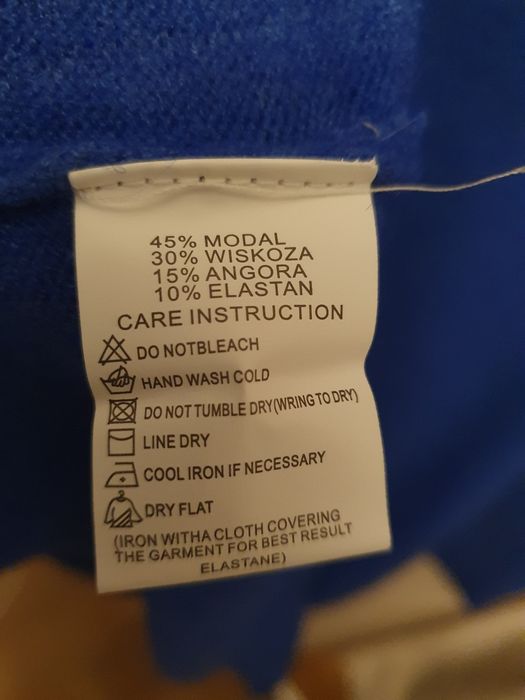 45% MODAL
30% WISKOZA
15% ANGORA
10% ELASTAN
CARE INSTRUCTION
DO NOTBLEACH
HAND WASH COLD
DO NOT TUMBLE DRY(WRING TO DRY)
LINE DRY
COOL IRON IF NECESSARY
DRY FLAT
(IRON WITHA CLOTH COVERING
THE GARMENT FOR BEST RESULT
ELASTANE)